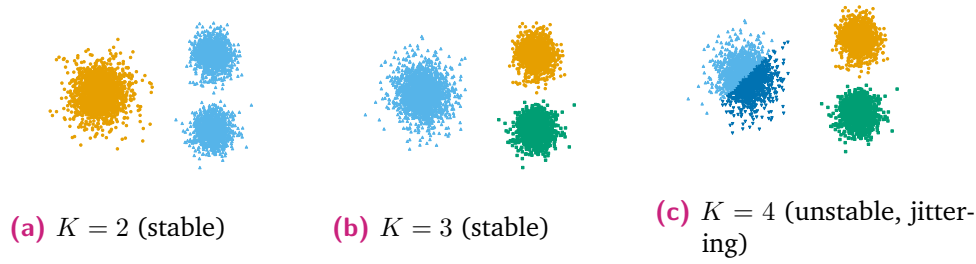 (a) K = 2 (stable)
(b) K = 3 (stable)
(c) K = 4 (unstable, jitter-
ing)